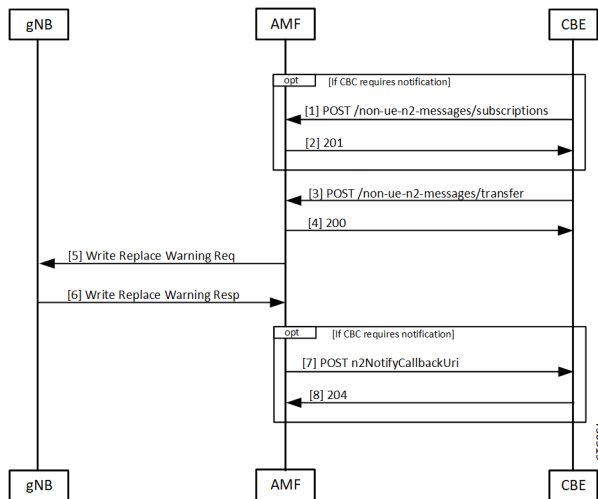 gNB
AMF
CBE
opt
[If CBC requires notification]
[1] POST /non-ue-n2-messages/subscriptions
[2] 201
[3] POST /non-ue-n2-messages/transfer
[4] 200
[5] Write Replace Warning Req
[6] Write Replace Warning Resp
opt
[If CBC requires notification]
[7] POST n2NotifyCallbackUri
[8] 204
gNB
AMF
CBE